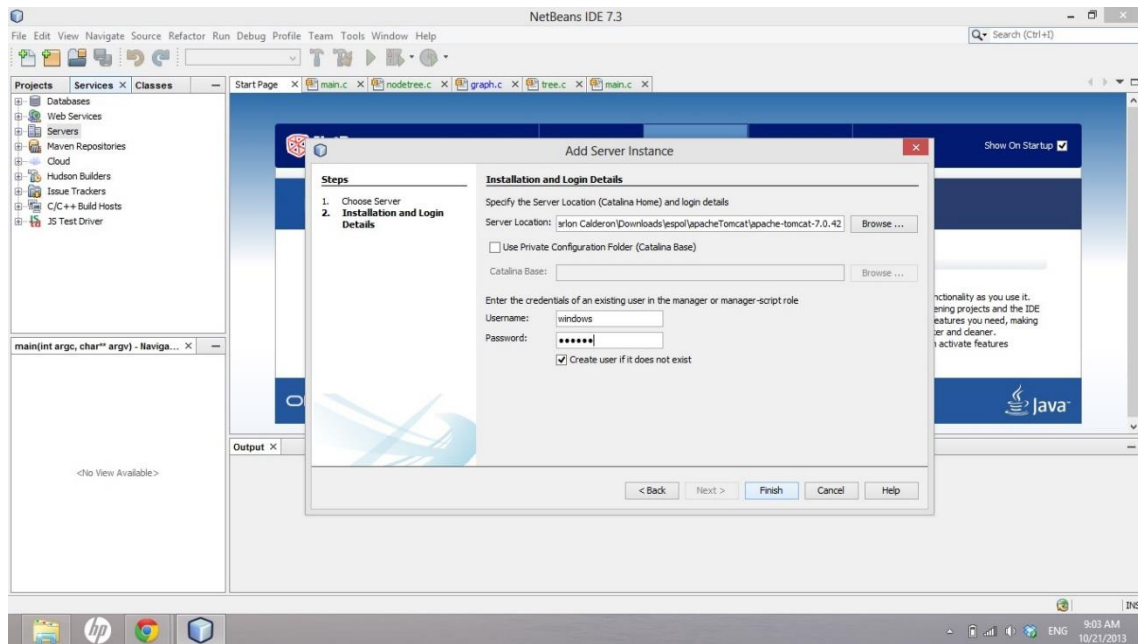 NetBeans IDE 7.3
File Edit View Navigate Source Refactor Run Debug Profile Team Tools Window Help
Search (Ctrl+I)
Projects Services Classes
Start Page main.c nodetree.c graph.c tree.c main.c
Databases
Web Services
Servers
Maven Repositories
Cloud
Hudson Builders
Issue Trackers
C/C++ Build Hosts
JS Test Driver
Show On Startup
Add Server Instance
Steps
1. Choose Server
2. Installation and Login
Details
Installation and Login Details
Specify the Server Location (Catalina Home) and login details
Server Location: arlon Calderon\Downloads\espol\apacheTomcat\apache-tomcat-7.0.42 Browse ...
Use Private Configuration Folder (Catalina Base)
Catalina Base: Browse ...
Enter the credentials of an existing user in the manager or manager-script role
Username: windows
Password: ••••••
Create user if it does not exist
< Back Next > Finish Cancel Help
nctionality as you use it.
ening projects and the IDE
eatures you need, making
er and cleaner.
activate features
Java
main(int argc, char** argv) - Naviga...
<No View Available>
Output
INS
hp
ENG
9:03 AM
10/21/2013